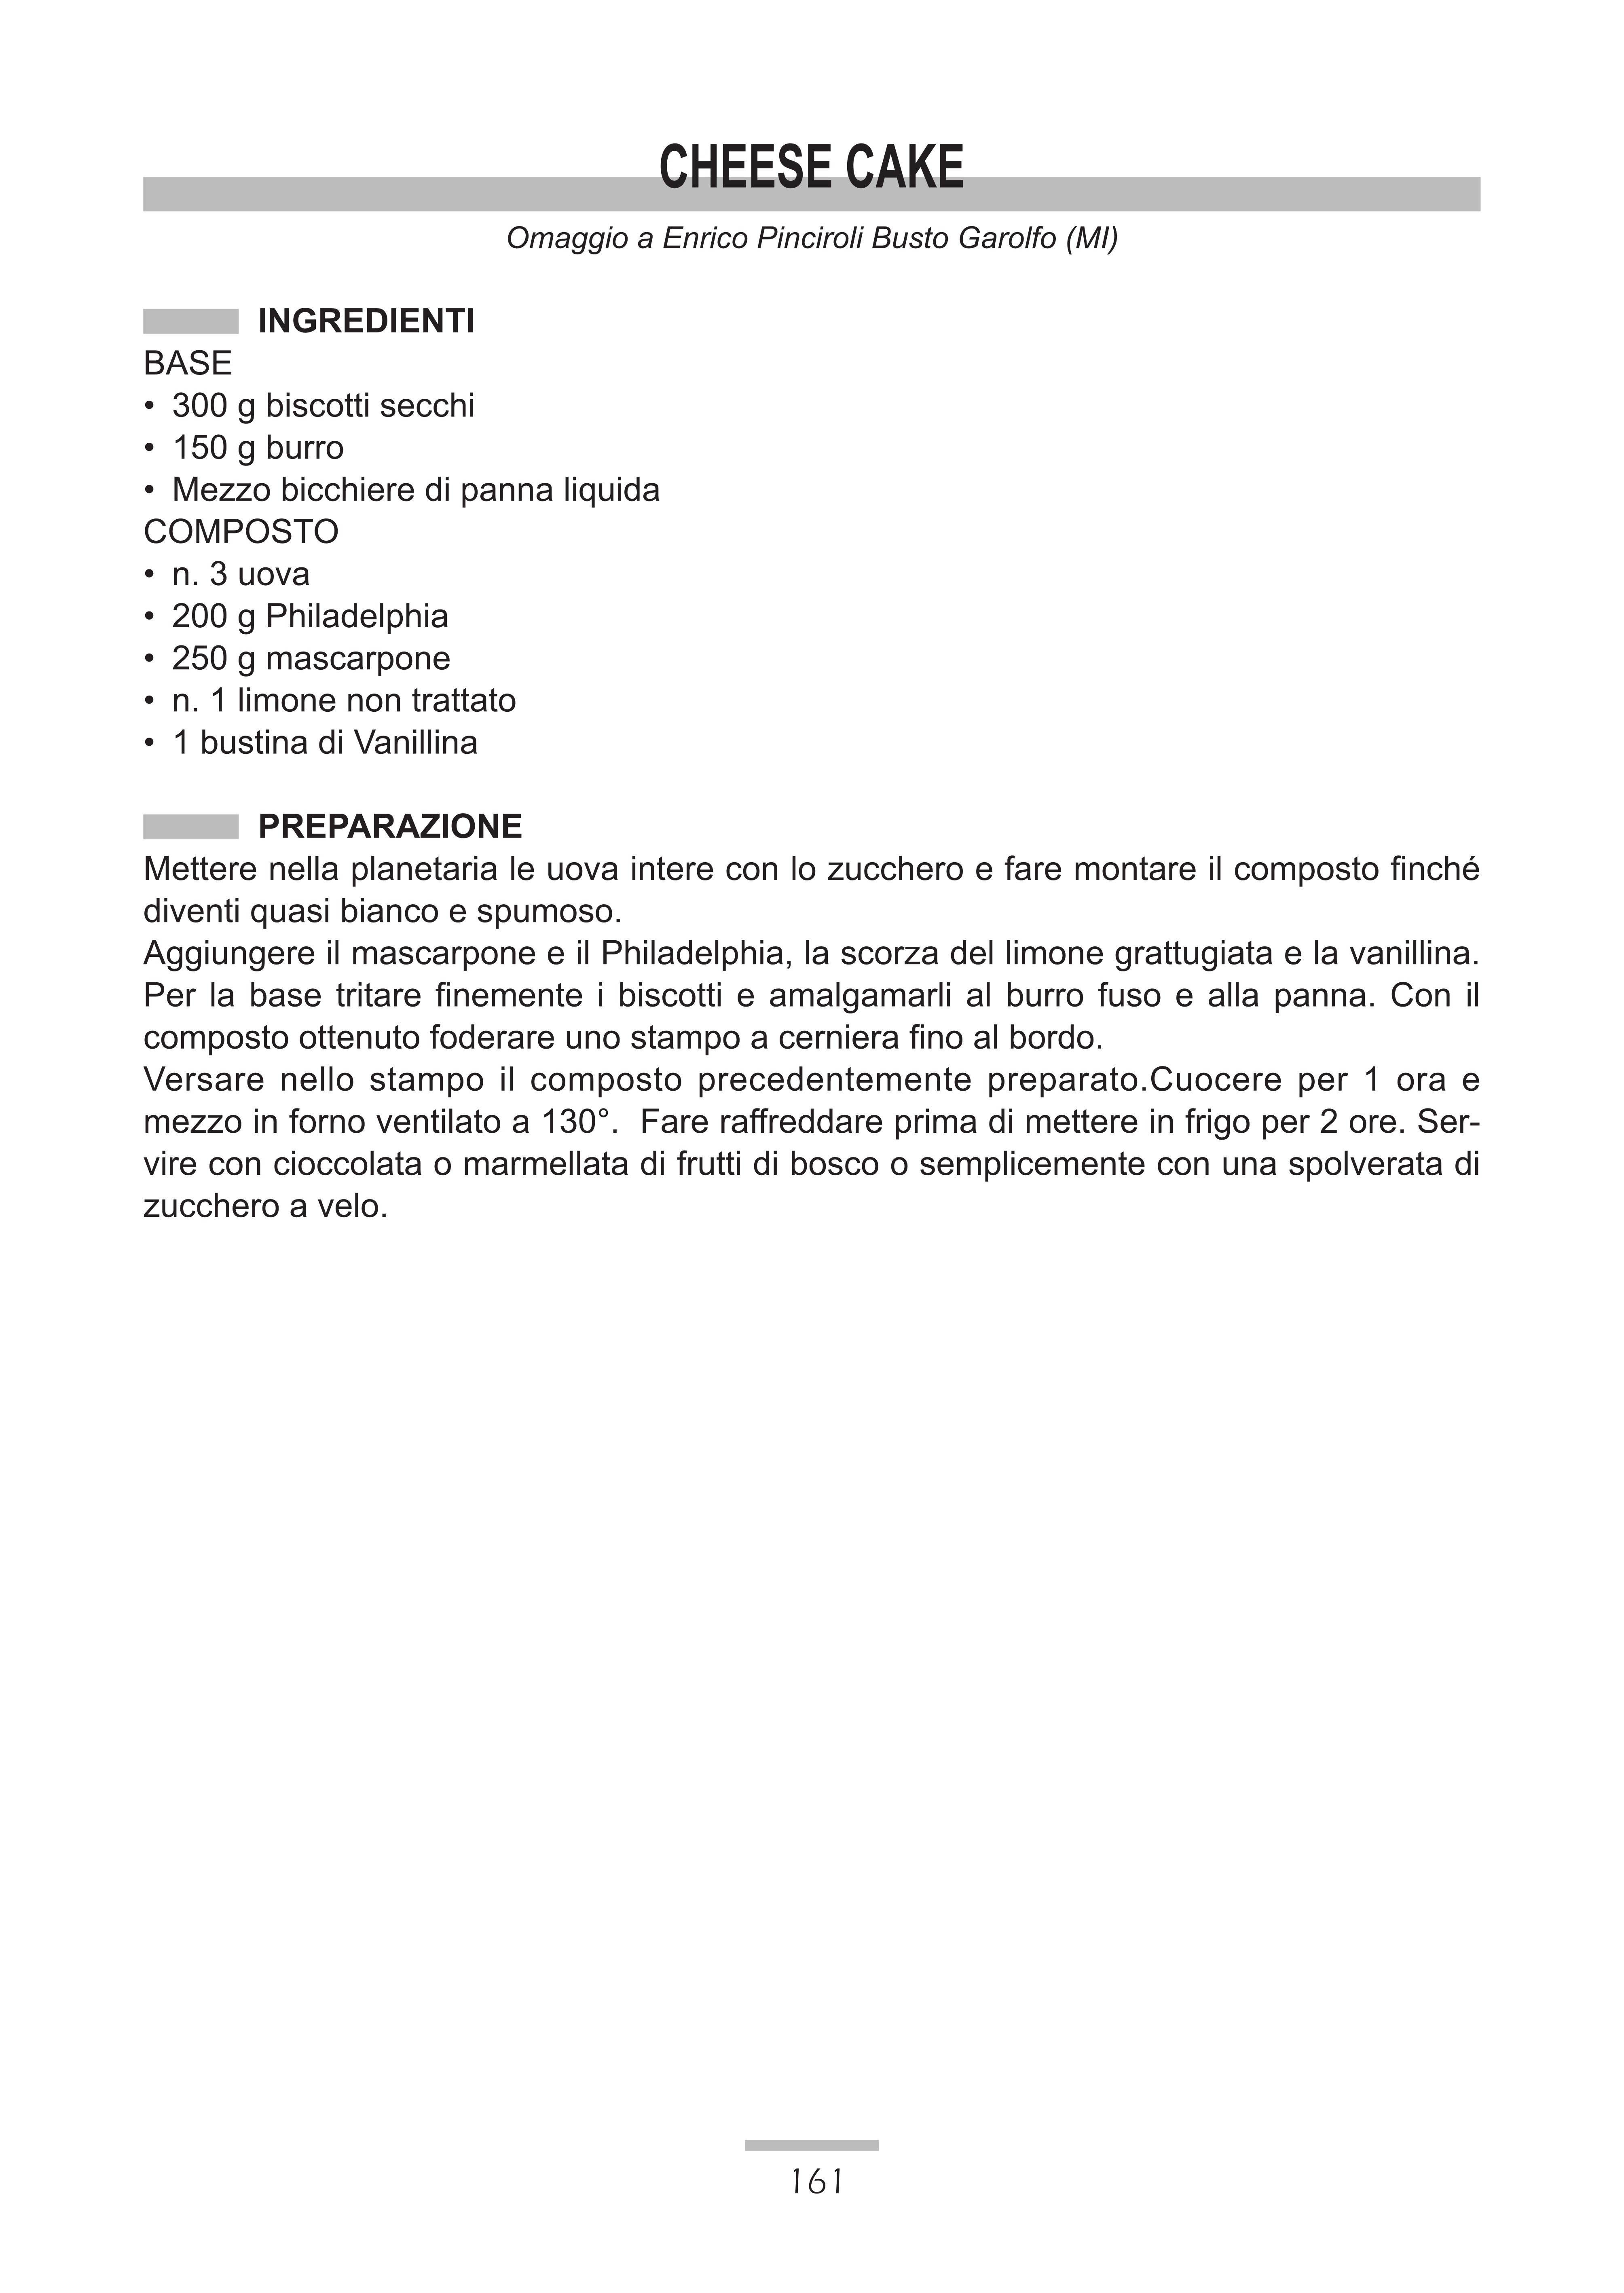 CHEESE CAKE
Omaggio a Enrico Pinciroli Busto Garolfo (MI)
INGREDIENTI
BASE
• 300 g biscotti secchi
• 150 g burro
• Mezzo bicchiere di panna liquida
COMPOSTO
• n. 3 uova
• 200 g Philadelphia
• 250 g mascarpone
• n. 1 limone non trattato
• 1 bustina di Vanillina
PREPARAZIONE
Mettere nella planetaria le uova intere con lo zucchero e fare montare il composto finché
diventi quasi bianco e spumoso.
Aggiungere il mascarpone e il Philadelphia, la scorza del limone grattugiata e la vanillina.
Per la base tritare finemente i biscotti e amalgamarli al burro fuso e alla panna. Con il
composto ottenuto foderare uno stampo a cerniera fino al bordo.
Versare nello stampo il composto precedentemente preparato.Cuocere per 1 ora e
mezzo in forno ventilato a 130°.  Fare raffreddare prima di mettere in frigo per 2 ore. Ser-
vire con cioccolata o marmellata di frutti di bosco o semplicemente con una spolverata di
zucchero a velo.
161